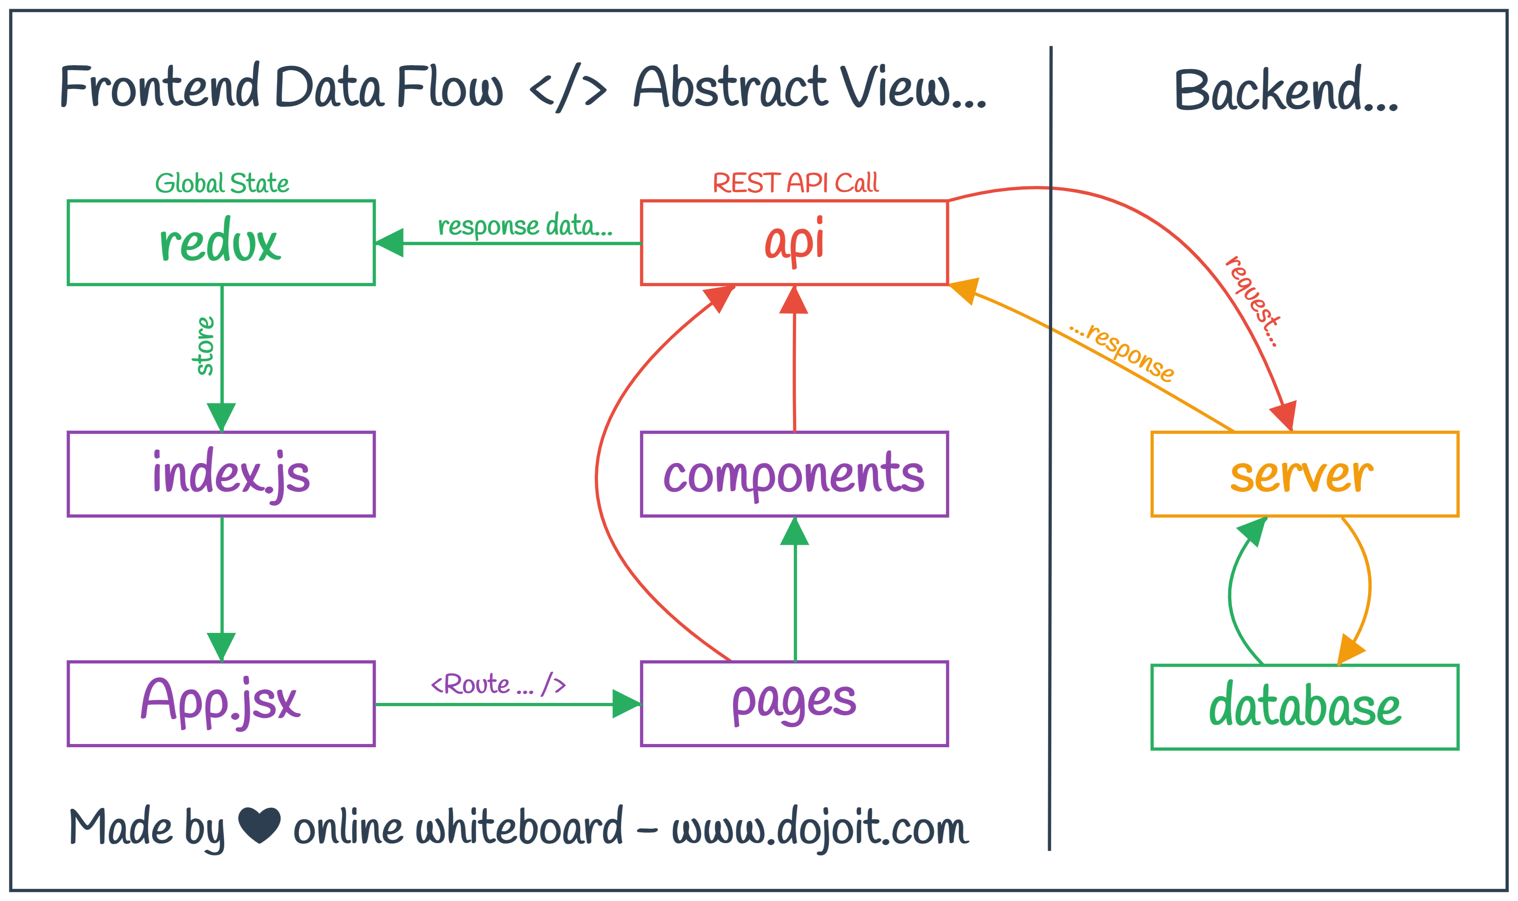 Frontend Data Flow </> Abstract View...
Backend...
Global State
redux
response data...
REST API Call
api
request...
...response
store
index.js
components
server
App.jsx
<Route ... />
pages
database
Made by ♥ online whiteboard - www.dojoit.com